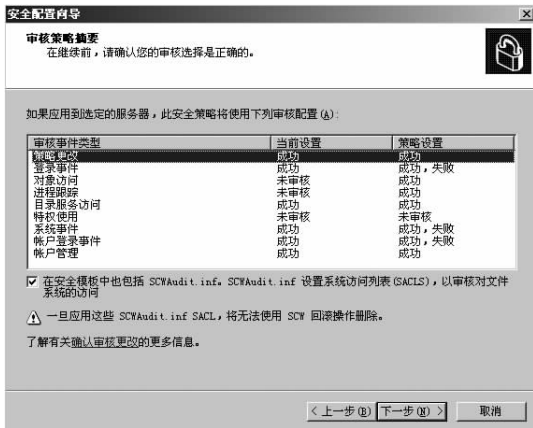 安全配置向导
审核策略摘要
在继续前，请确认您的审核选择是正确的。
如果应用到选定的服务器，此安全策略将使用下列审核配置(A):
审核事件类型 当前设置 策略设置
策略更改 成功 成功
登录事件 成功 成功，失败
对象访问 未审核 成功
进程跟踪 未审核 成功
目录服务访问 成功 成功
特权使用 未审核 未审核
系统事件 成功 成功，失败
帐户登录事件 成功 成功，失败
帐户管理 成功 成功
在安全模板中也包括 SCWAudit.inf。SCWAudit.inf 设置系统访问列表(SACLS)，以审核对文件
系统的访问
一旦应用这些 SCWAudit.inf SACL，将无法使用 SCW 回滚操作删除。
了解有关确认审核更改的更多信息。
< 上一步(B) 下一步(N) > 取消